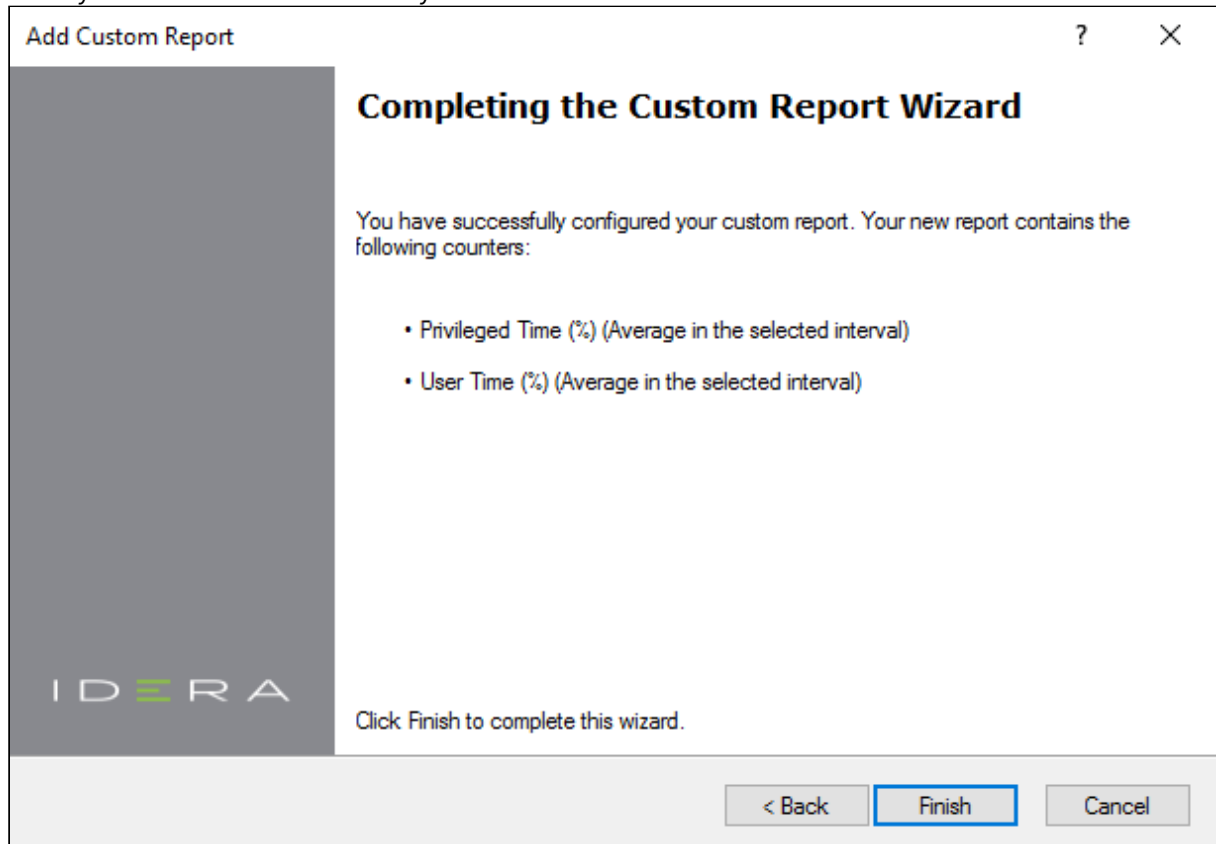 Add Custom Report ? ×
Completing the Custom Report Wizard
You have successfully configured your custom report. Your new report contains the
following counters:
• Privileged Time (%) (Average in the selected interval)
• User Time (%) (Average in the selected interval)
IDERA
Click Finish to complete this wizard.
< Back Finish Cancel